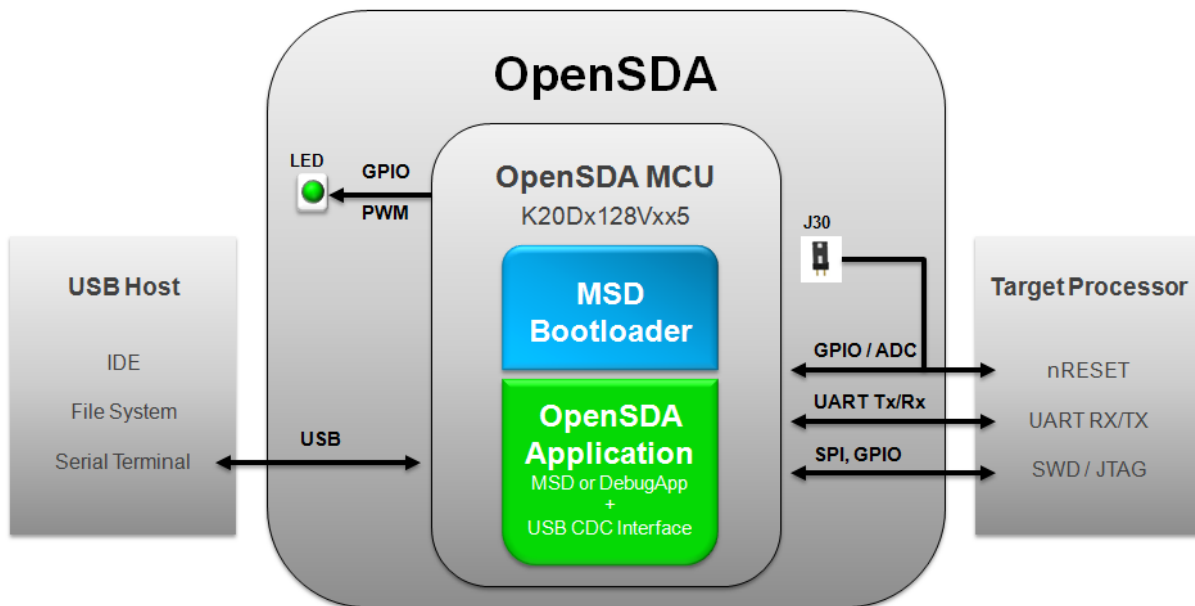 OpenSDA
LED
GPIO
PWM
OpenSDA MCU
K20Dx128Vxx5
MSD
Bootloader
OpenSDA
Application
MSD or DebugApp
+
USB CDC Interface
USB Host
IDE
File System
Serial Terminal
USB
J30
GPIO / ADC
UART Tx/Rx
SPI, GPIO
Target Processor
nRESET
UART RX/TX
SWD / JTAG